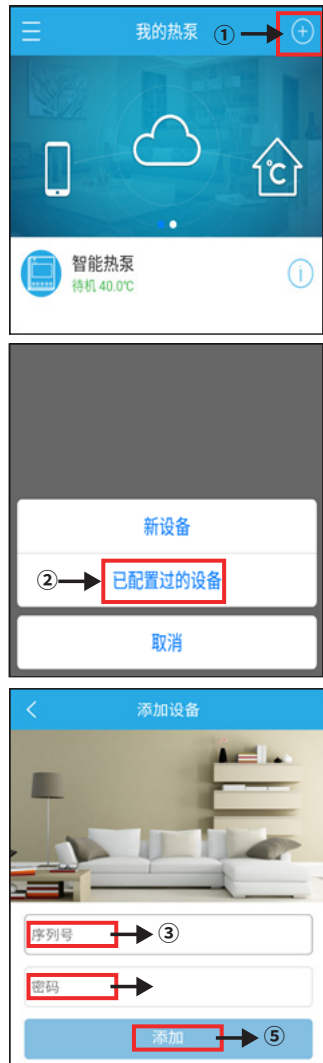 我的热泵 ①
℃
智能热泵
待机 40.0℃
新设备
② 已配置过的设备
取消
添加设备
序列号 ③
密码
添加 ⑤